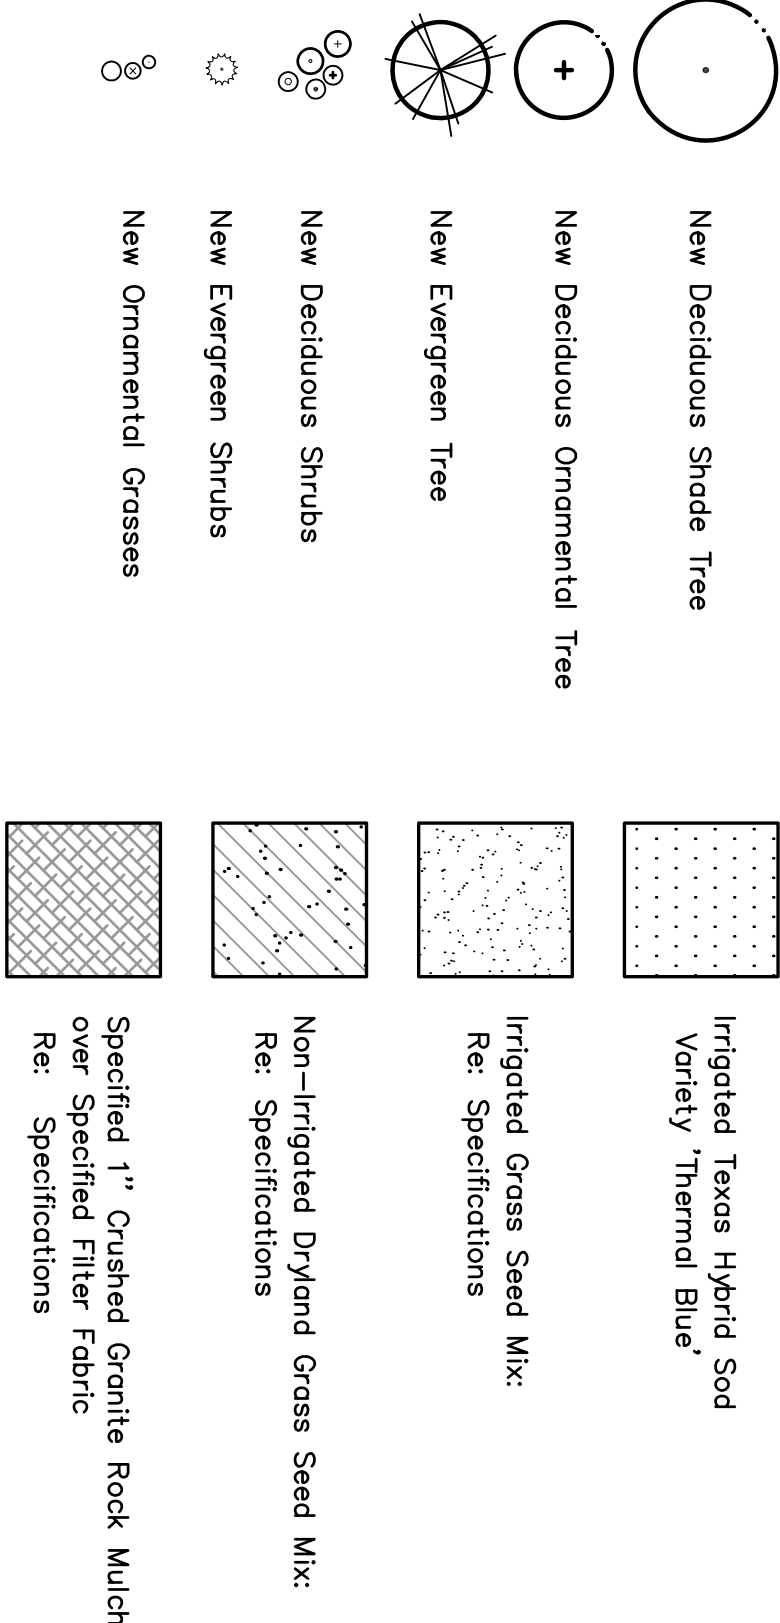 New Deciduous Shade Tree
New Deciduous Ornamental Tree
New Evergreen Tree
New Deciduous Shrubs
New Evergreen Shrubs
New Ornamental Grasses
Irrigated Texas Hybrid Sod
Variety 'Thermal Blue'
Irrigated Grass Seed Mix:
Re: Specifications
Non-Irrigated Dryland Grass Seed Mix:
Re: Specifications
Specified 1" Crushed Granite Rock Mulch
over Specified Filter Fabric
Re: Specifications